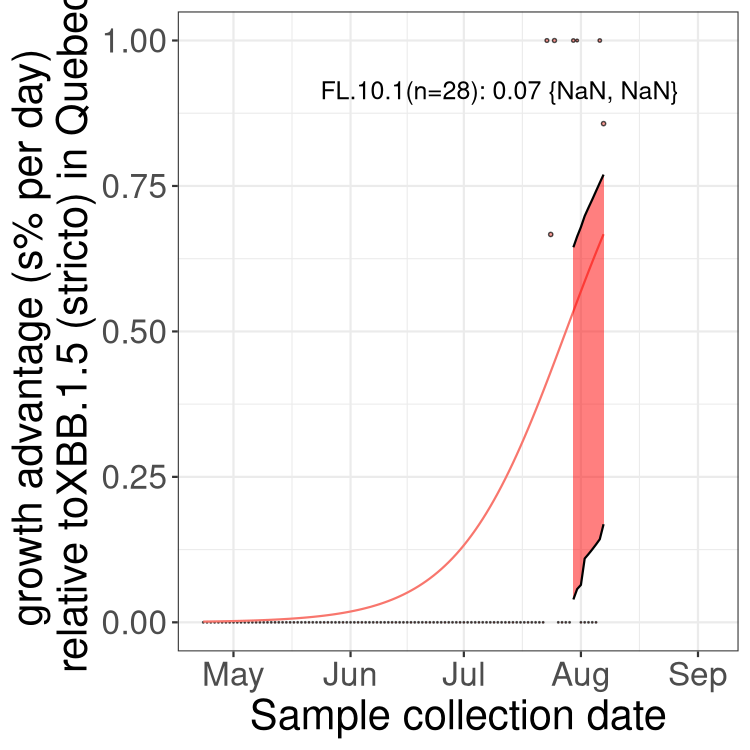 growth advantage (s% per day)
relative toXBB.1.5 (stricto) in Quebec
1.00
0.75
0.50
0.25
0.00
FL.10.1(n=28): 0.07 {NaN, NaN}
May Jun Jul Aug Sep
Sample collection date